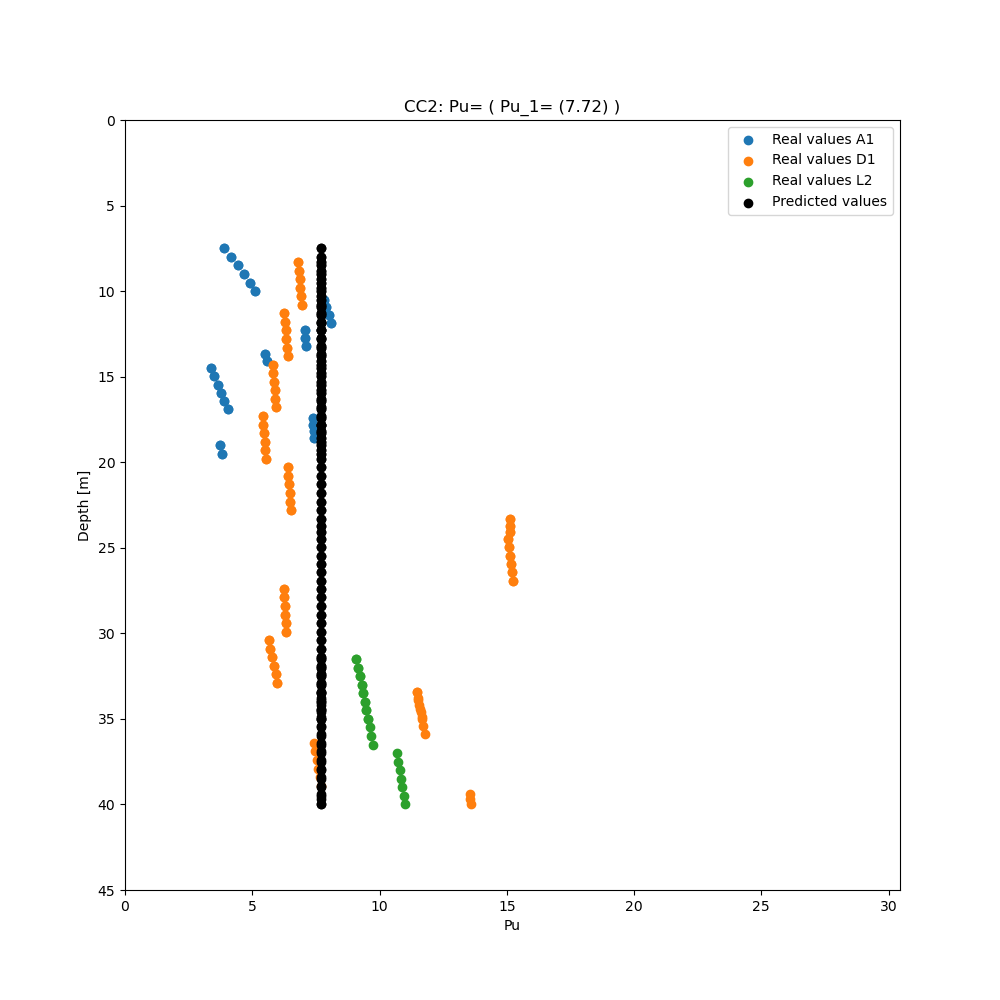 CC2: Pu= ( Pu_1= (7.72) )
Real values A1
Real values D1
Real values L2
Predicted values
0
5
10
15
20
25
30
35
40
45
Depth [m]
0 5 10 15 20 25 30
Pu